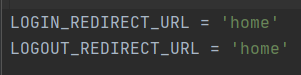 LOGIN_REDIRECT_URL = 'home'
LOGOUT_REDIRECT_URL = 'home'